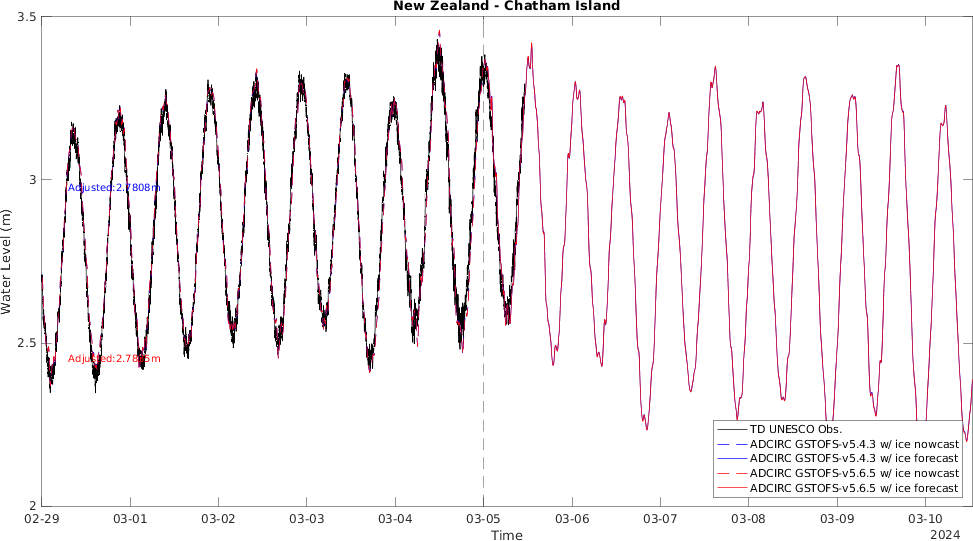 New Zealand - Chatham Island
Water Level (m)
3.5
3
2.5
2
Adjusted:2.7808m
02-29 03-01 03-02 03-03 03-04 03-05 03-06 03-07 03-08 03-09 03-10
Time
2024
TD UNESCO Obs.
ADCIRC GSTOFS-v5.4.3 w/ ice nowcast
ADCIRC GSTOFS-v5.4.3 w/ ice forecast
ADCIRC GSTOFS-v5.6.5 w/ ice nowcast
ADCIRC GSTOFS-v5.6.5 w/ ice forecast